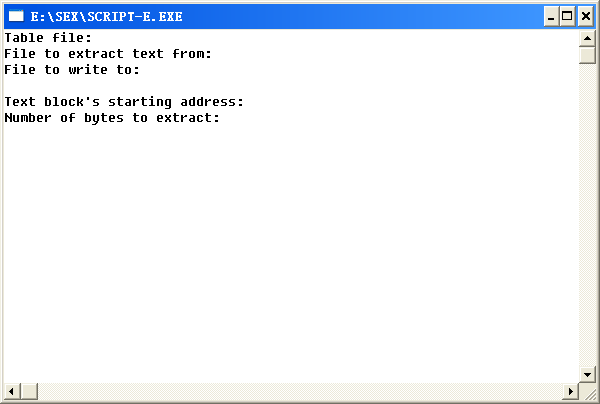 E:\SEX\SCRIPT-E.EXE
Table file:
File to extract text from:
File to write to:
Text block's starting address:
Number of bytes to extract: